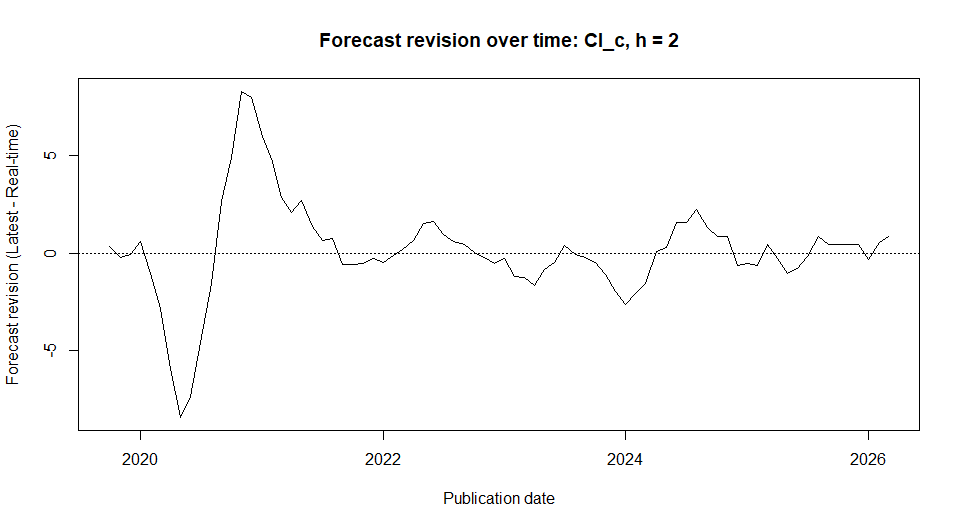 Forecast revision over time: CI_c, h = 2
Forecast revision (Latest - Real-time)
5
0
-5
2020 2022 2024 2026
Publication date